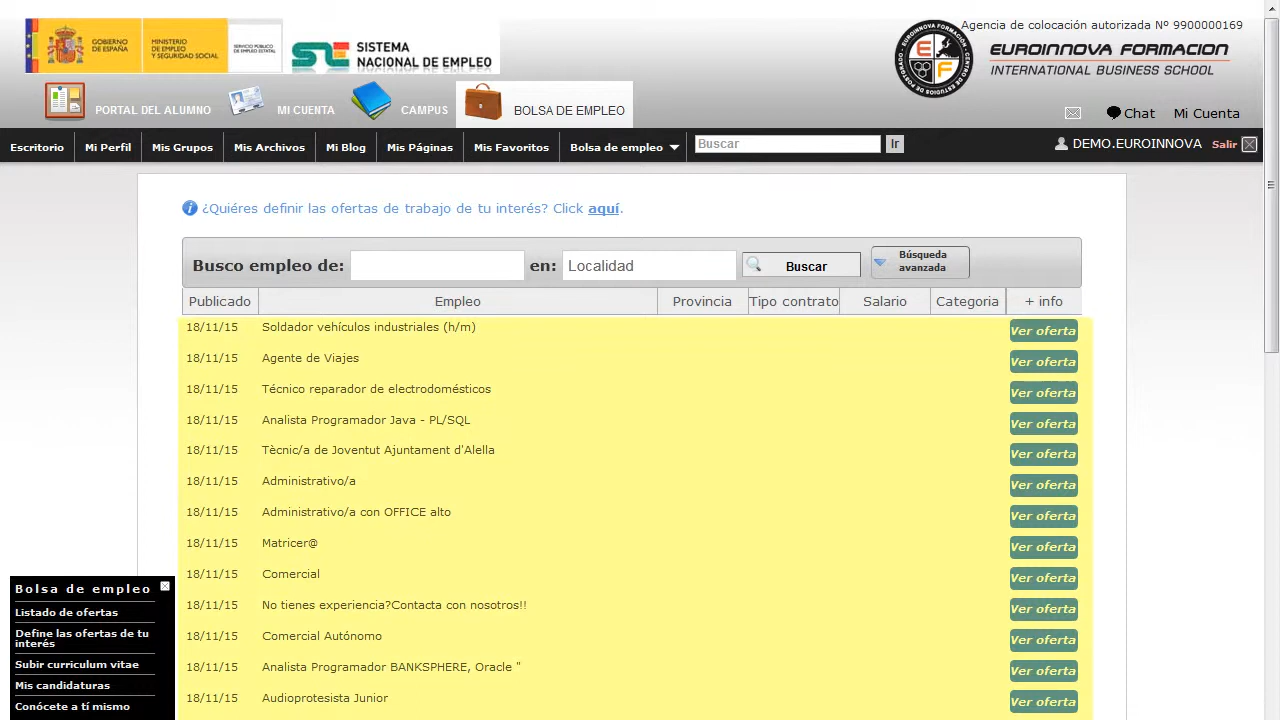 GOBIERNO DE ESPAÑA
MINISTERIO DE EMPLEO Y SEGURIDAD SOCIAL
SERVICIO PÚBLICO DE EMPLEO ESTATAL
SISTEMA NACIONAL DE EMPLEO
Agencia de colocación autorizada Nº 9900000169
EUROINNOVA FORMACION
INTERNATIONAL BUSINESS SCHOOL
PORTAL DEL ALUMNO
MI CUENTA
CAMPUS
BOLSA DE EMPLEO
Chat
Mi Cuenta
Escritorio
Mi Perfil
Mis Grupos
Mis Archivos
Mi Blog
Mis Páginas
Mis Favoritos
Bolsa de empleo
Buscar
Ir
DEMO.EUROINNOVA
Salir
¿Quiéres definir las ofertas de trabajo de tu interés? Click aquí.
Busco empleo de:
en:
Localidad
Buscar
Búsqueda avanzada
Publicado Empleo Provincia Tipo contrato Salario Categoria + info
18/11/15 Soldador vehículos industriales (h/m) Ver oferta
18/11/15 Agente de Viajes Ver oferta
18/11/15 Técnico reparador de electrodomésticos Ver oferta
18/11/15 Analista Programador Java - PL/SQL Ver oferta
18/11/15 Tècnic/a de Joventut Ajuntament d'Alella Ver oferta
18/11/15 Administrativo/a Ver oferta
18/11/15 Administrativo/a con OFFICE alto Ver oferta
18/11/15 Matricer@ Ver oferta
18/11/15 Comercial Ver oferta
18/11/15 No tienes experiencia?Contacta con nosotros!! Ver oferta
18/11/15 Comercial Autónomo Ver oferta
18/11/15 Analista Programador BANKSPHERE, Oracle " Ver oferta
18/11/15 Audioprotesista Junior Ver oferta
Bolsa de empleo
Listado de ofertas
Define las ofertas de tu
interés
Subir curriculum vitae
Mis candidaturas
Conócete a tí mismo